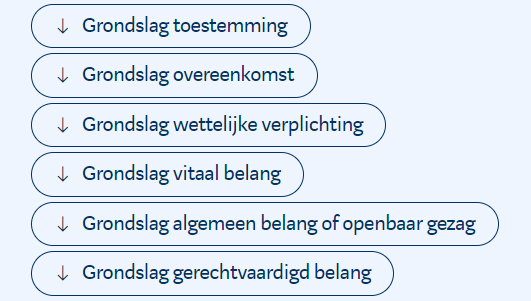 Grondslag toestemming
Grondslag overeenkomst
Grondslag wettelijke verplichting
Grondslag vitaal belang
Grondslag algemeen belang of openbaar gezag
Grondslag gerechtvaardigd belang